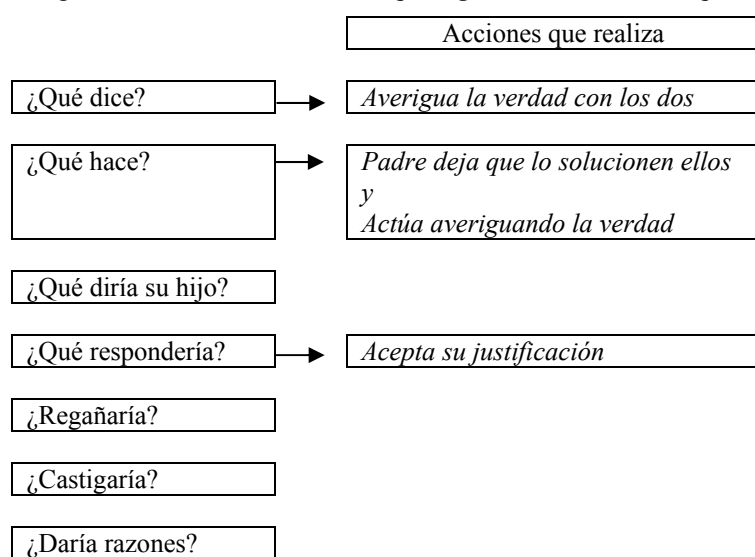 Acciones que realiza
¿Qué dice?
Averigua la verdad con los dos
¿Qué hace?
Padre deja que lo solucionen ellos
y
Actúa averiguando la verdad
¿Qué diría su hijo?
¿Qué respondería?
Acepta su justificación
¿Regañaría?
¿Castigaría?
¿Daría razones?